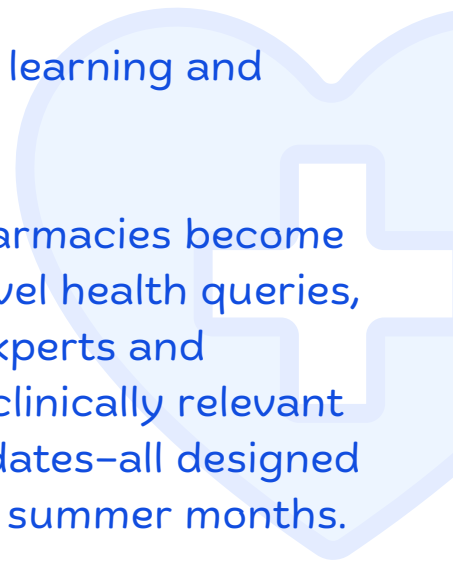 learning and
armacies become
vel health queries,
xperts and
clinically relevant
dates–all designed
summer months.